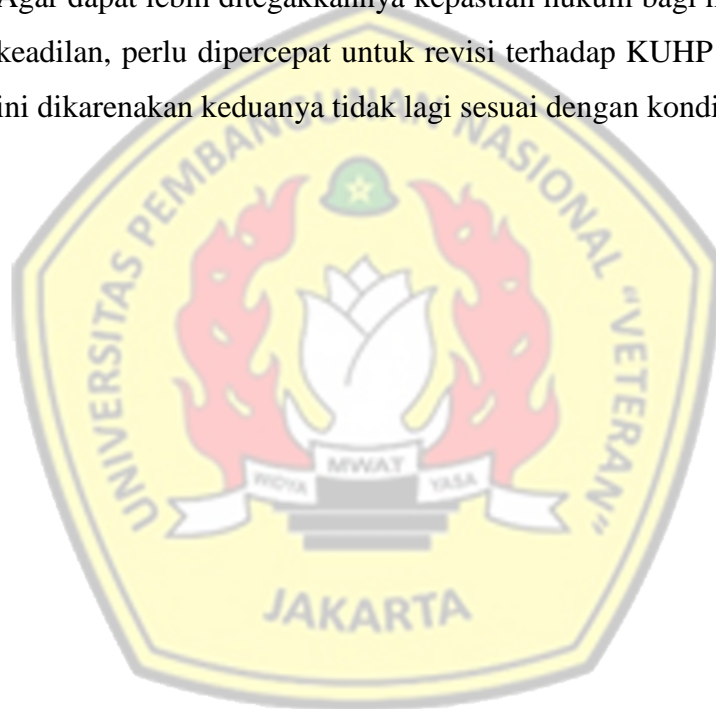 Agar dapat lebih ditegakkannya kepastian hukum bagi
keadilan, perlu dipercepat untuk revisi terhadap KUHP
ini dikarenakan keduanya tidak lagi sesuai dengan kondi
UNIVERSITAS PEMBANGUNAN NASIONAL "VETERAN"
WIDYA MWAT YASA
JAKARTA